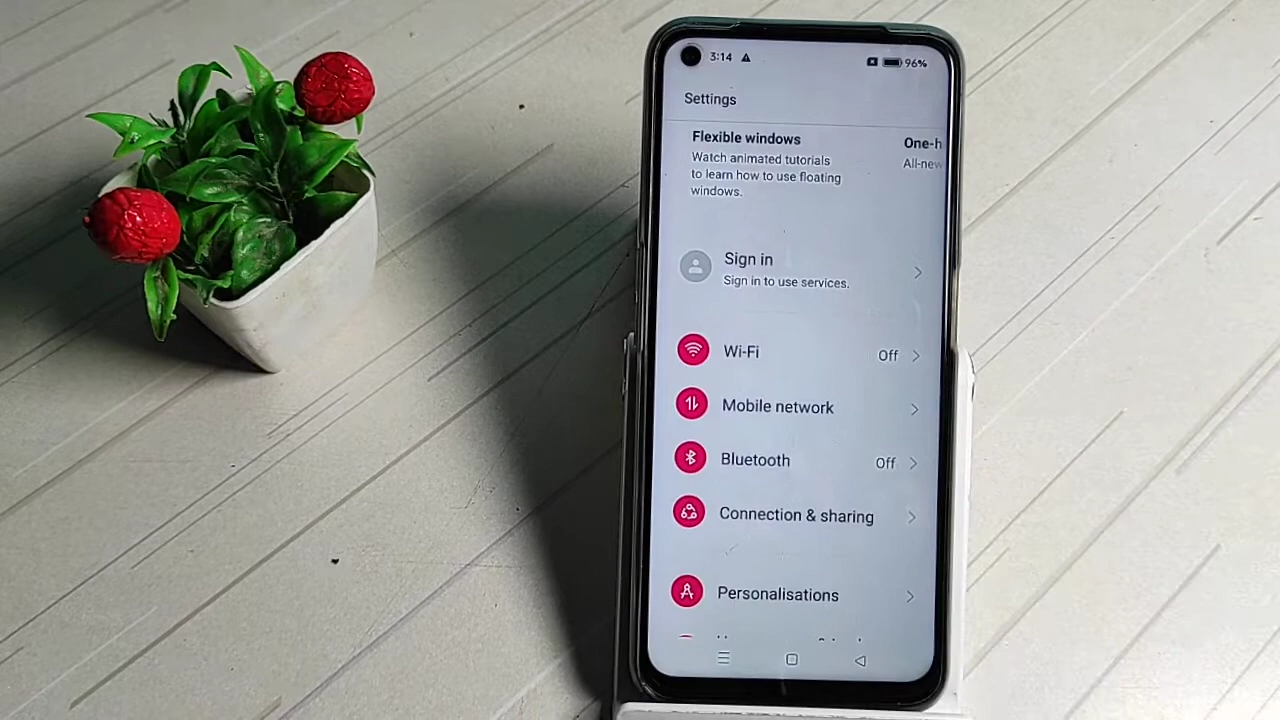 3:14
96%
Settings
Flexible windows
Watch animated tutorials
to learn how to use floating
windows.
One-h
All-new
Sign in
Sign in to use services.
Wi-Fi
Off
Mobile network
Bluetooth
Off
Connection & sharing
Personalisations